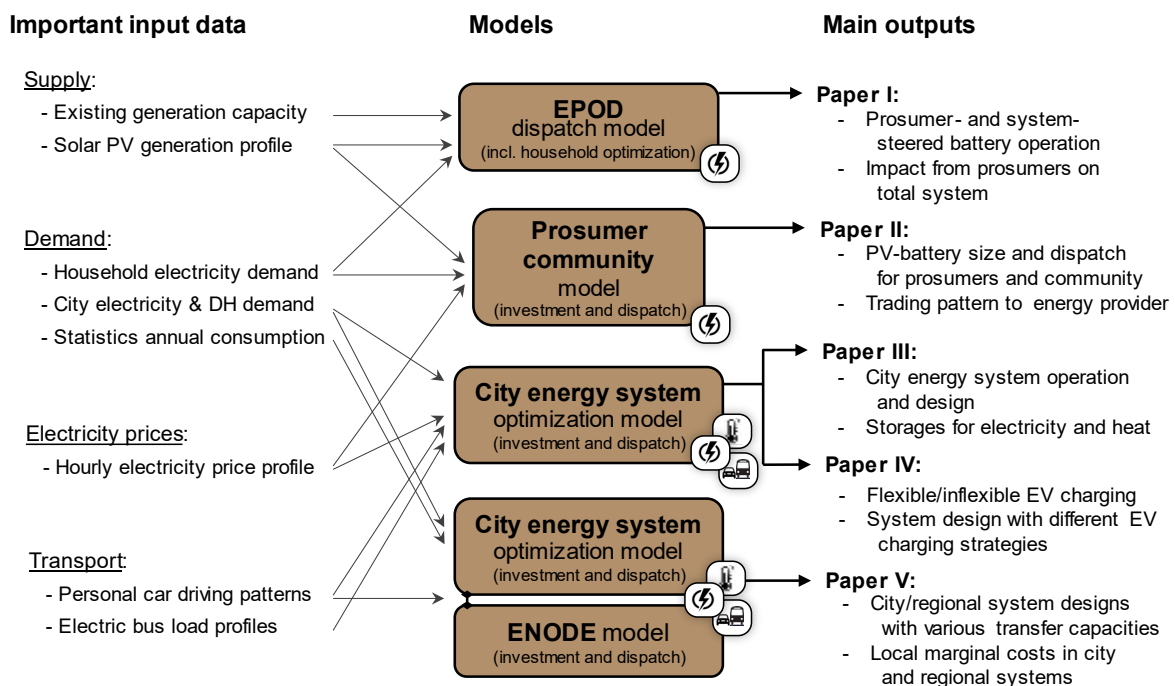 Important input data
Supply:
- Existing generation capacity
- Solar PV generation profile
Demand:
- Household electricity demand
- City electricity & DH demand
- Statistics annual consumption
Electricity prices:
- Hourly electricity price profile
Transport:
- Personal car driving patterns
- Electric bus load profiles
Models
EPOD
dispatch model
(incl. household optimization)
Prosumer
community
model
(investment and dispatch)
City energy system
optimization model
(investment and dispatch)
City energy system
optimization model
(investment and dispatch)
ENODE model
(investment and dispatch)
Main outputs
Paper I:
- Prosumer- and system-
steered battery operation
- Impact from prosumers on
total system
Paper II:
- PV-battery size and dispatch
for prosumers and community
- Trading pattern to energy provider
Paper III:
- City energy system operation
and design
- Storages for electricity and heat
Paper IV:
- Flexible/inflexible EV charging
- System design with different EV
charging strategies
Paper V:
- City/regional system designs
with various transfer capacities
- Local marginal costs in city
and regional systems